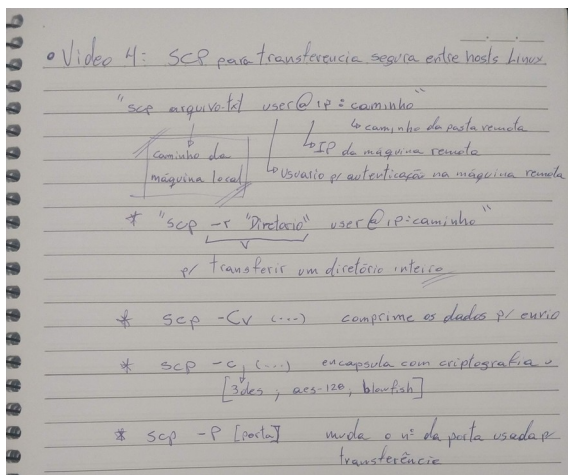 • Video 4: SCP para transferencia segura entre hosts Linux.
"scp arquivo.txt user@ip:caminho"
↳ caminho da pasta remota
↳ IP da máquina remota
↳ Usuario p/ autenticação na máquina remota
caminho da
máquina local
* "scp -r "Diretorio" user@ip:caminho"
p/ transferir um diretório inteiro
* scp -Cv (...) comprime os dados p/ envio
* scp -c (...) encapsula com criptografia
[3des, aes-128, blowfish]
* scp -P [porta] muda o nº da porta usada p/
transferência